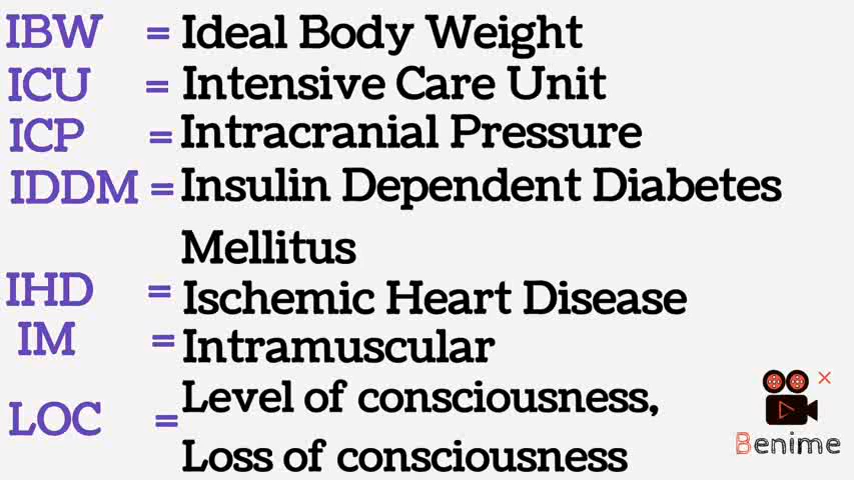 IBW = Ideal Body Weight
ICU = Intensive Care Unit
ICP = Intracranial Pressure
IDDM = Insulin Dependent Diabetes
Mellitus
IHD = Ischemic Heart Disease
IM = Intramuscular
LOC = Level of consciousness,
Loss of consciousness
Benime